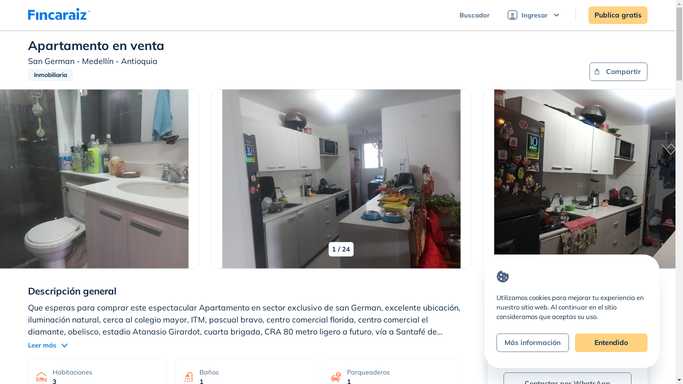 Fincaraiz
Buscador
Ingresar
Publica gratis
Apartamento en venta
San German - Medellín - Antioquia
Inmobiliaria
Compartir
1 / 24
Descripción general
Que esperas para comprar este espectacular Apartamento en sector exclusivo de san German, excelente ubicación,
iluminación natural, cerca al colegio mayor, ITM, pascual bravo, centro comercial florida, centro comercial el
diamante, obelisco, estadio Atanasio Girardot, cuarta brigada, CRA 80 metro ligero a futuro, vía a Santafé de...
Leer más
Habitaciones
3
Baños
1
Parqueaderos
1
Utilizamos cookies para mejorar tu experiencia en
nuestro sitio web. Al continuar en el sitio
consideramos que aceptas su uso.
Más información
Entendido
Contactar por WhatsApp